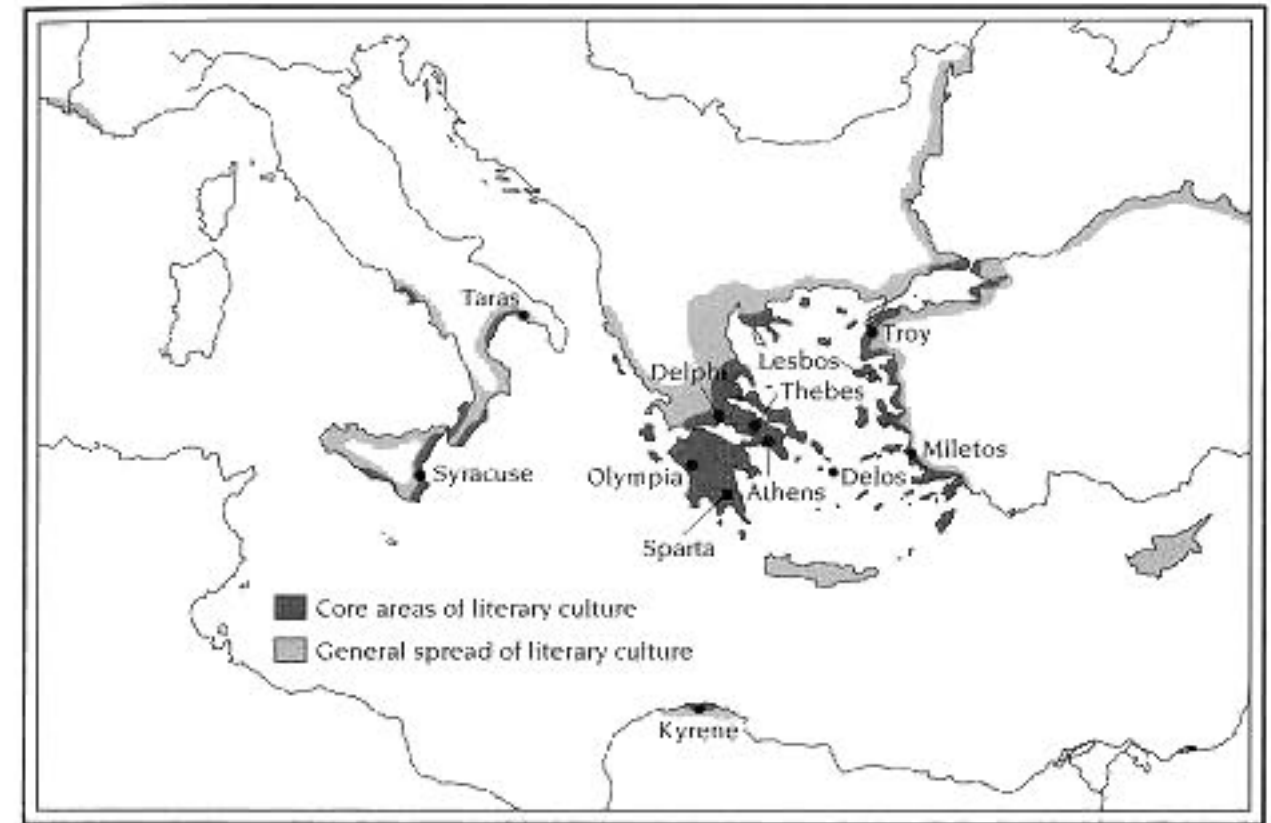 Taras
Troy
Lesbos
Delphi
Thebes
Miletos
Syracuse
Olympia
Delos
Athens
Sparta
Core areas of literary culture
General spread of literary culture
Kyrene